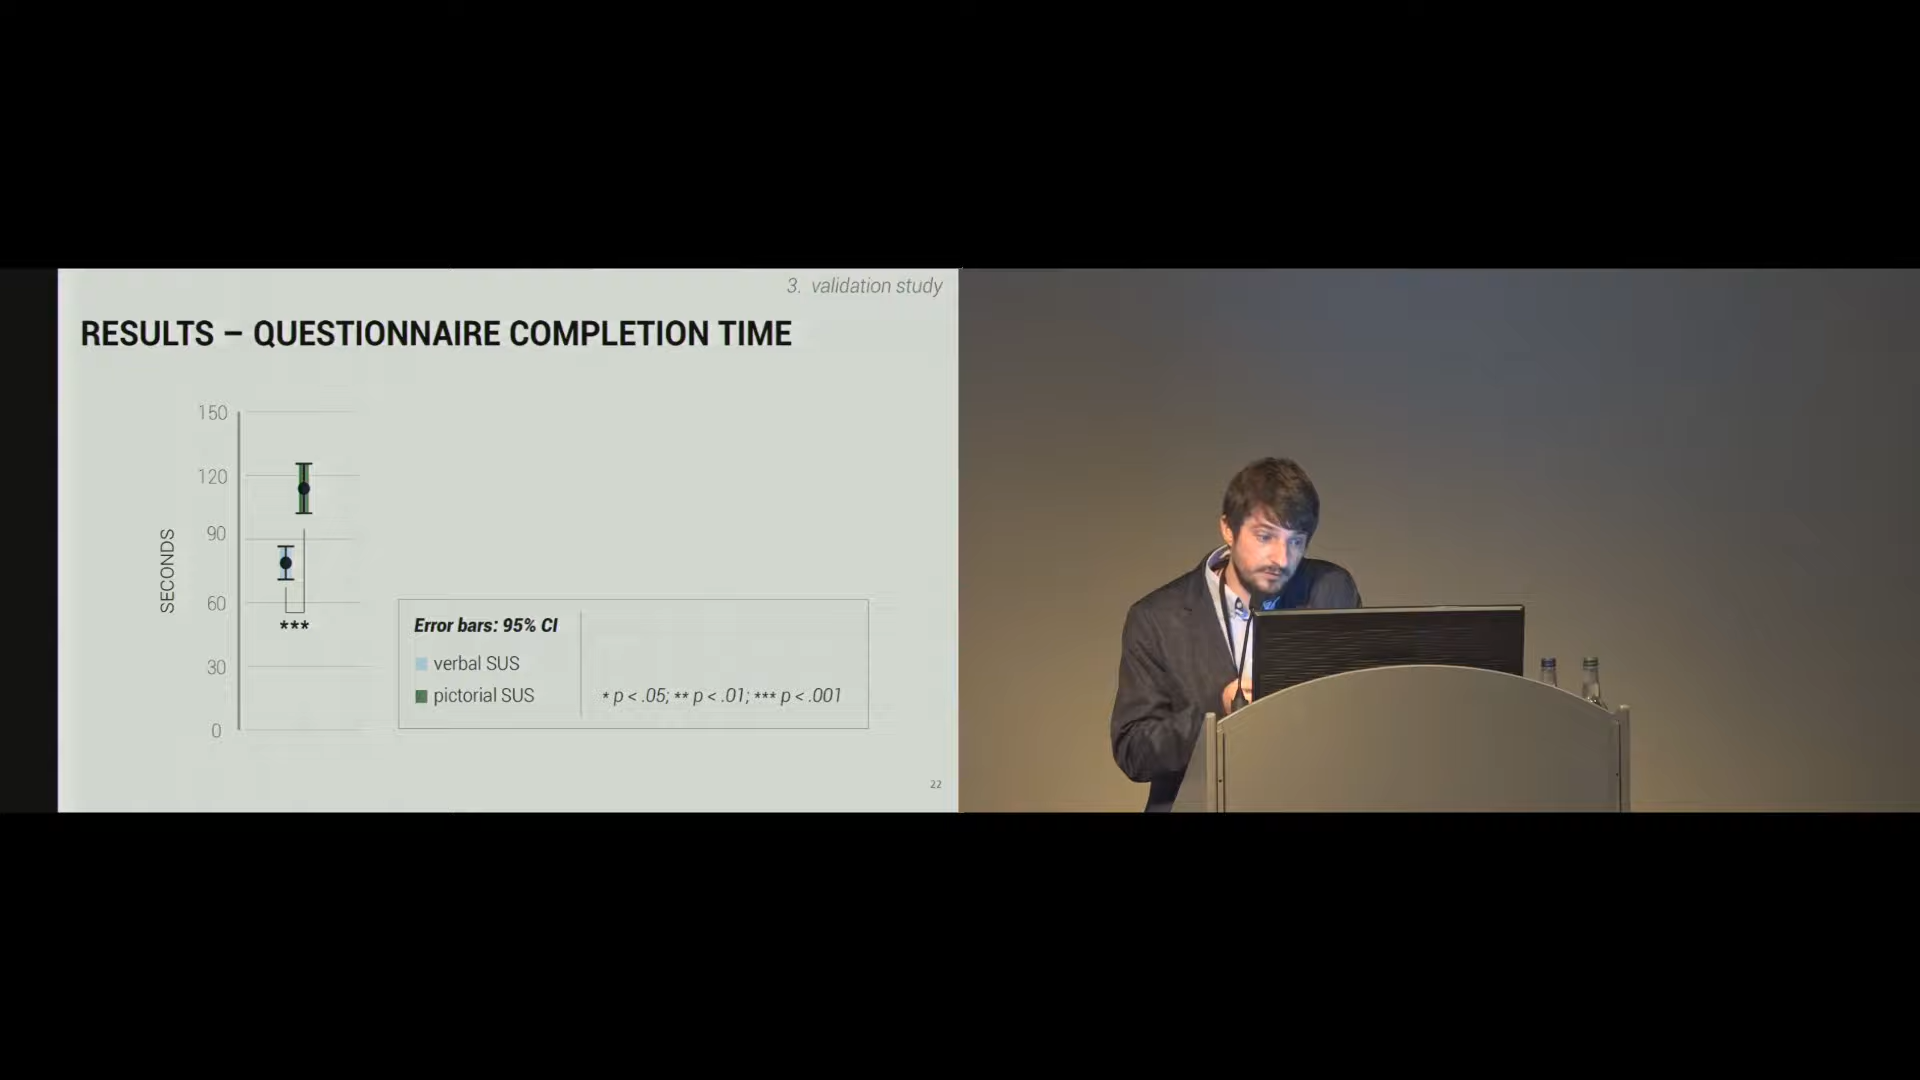 3. validation study
RESULTS – QUESTIONNAIRE COMPLETION TIME
150
120
90
60
30
0
SECONDS
***
Error bars: 95% CI
verbal SUS
pictorial SUS
* p < .05; ** p < .01; *** p < .001
22